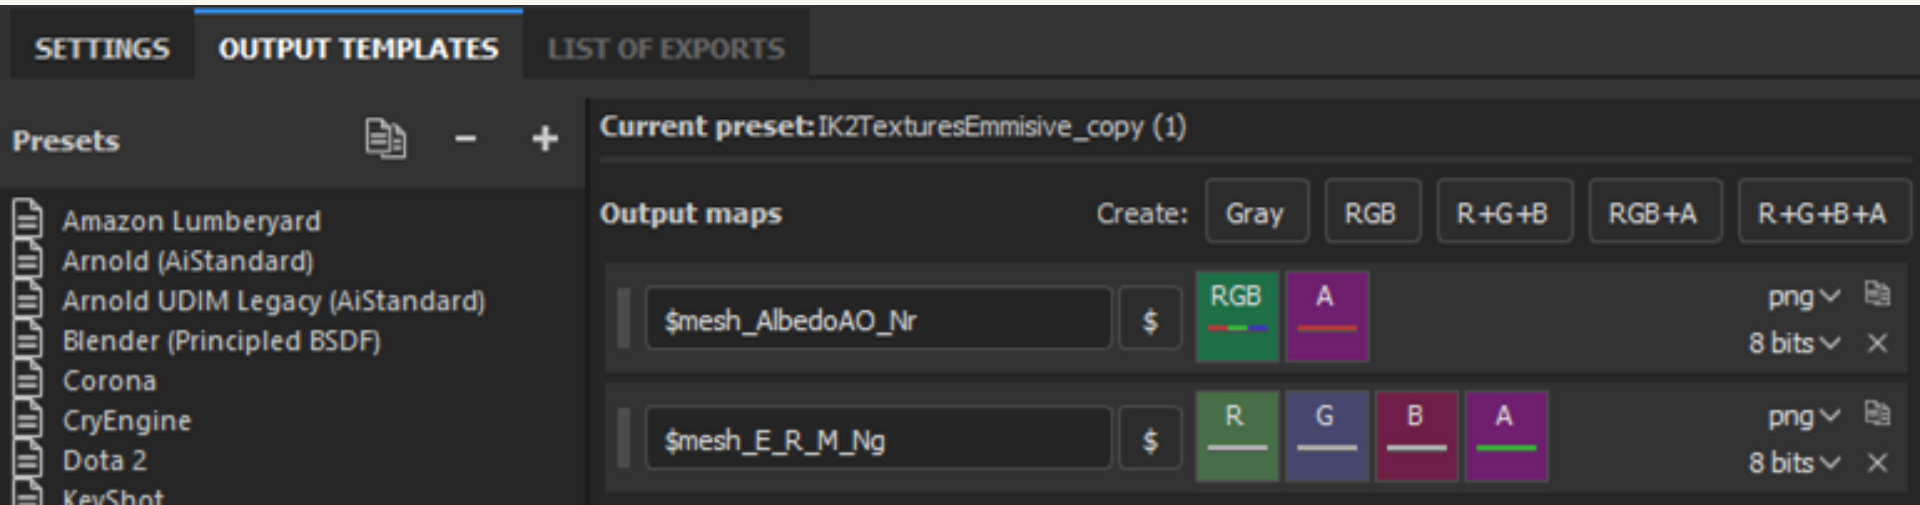 SETTINGS OUTPUT TEMPLATES LIST OF EXPORTS
Presets - +
Amazon Lumberyard
Arnold (AiStandard)
Arnold UDIM Legacy (AiStandard)
Blender (Principled BSDF)
Corona
CryEngine
Dota 2
KeyShot
Current preset: IK2TexturesEmmisive_copy (1)
Output maps Create: Gray RGB R+G+B RGB+A R+G+B+A
$mesh_AlbedoAO_Nr $ RGB A png
8 bits
$mesh_E_R_M_Ng $ R G B A png
8 bits